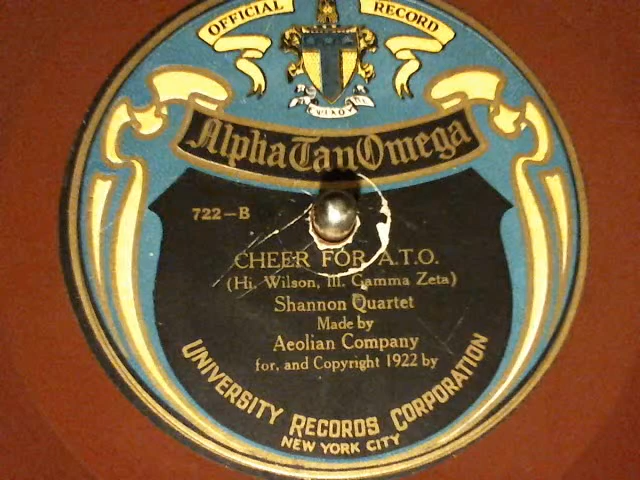 OFFICIAL RECORD
Alpha Tau Omega
722–B
CHEER FOR A.T.O.
(Hi. Wilson, Ill. Gamma Zeta)
Shannon Quartet
Made by
Aeolian Company
for, and Copyright 1922 by
UNIVERSITY RECORDS CORPORATION
NEW YORK CITY